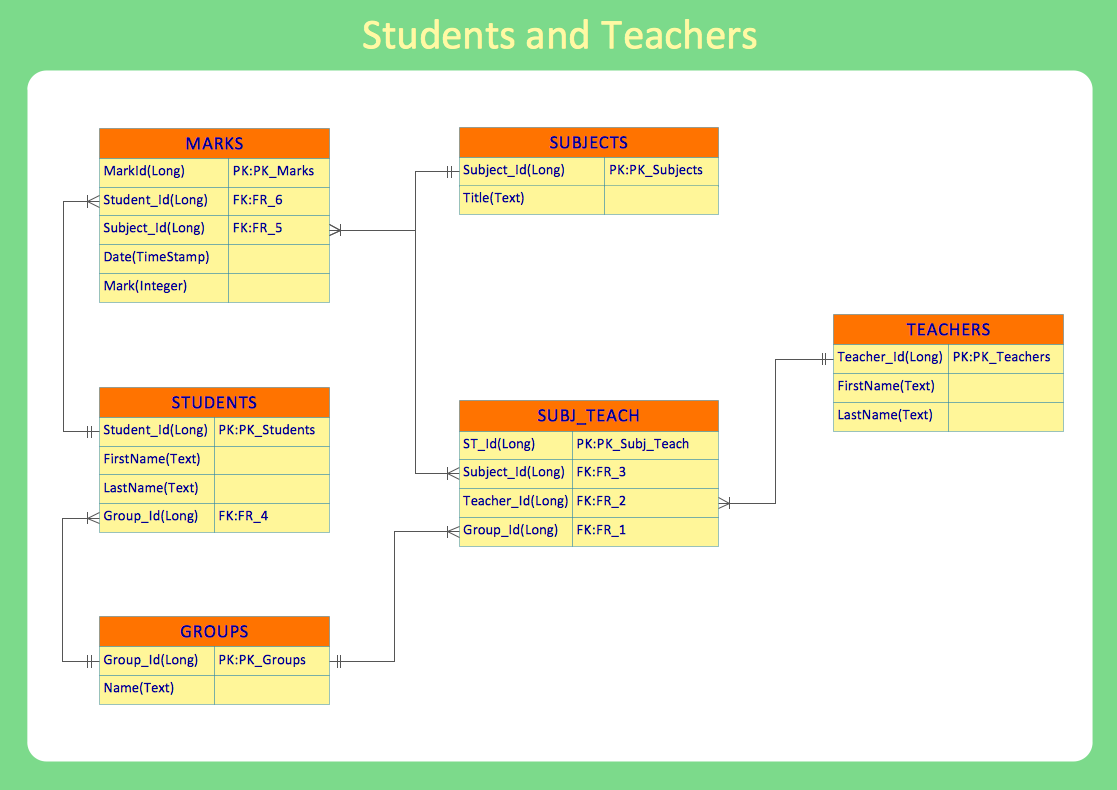 Students and Teachers
MARKS
MarkId(Long) PK:PK_Marks
Student_Id(Long) FK:FR_6
Subject_Id(Long) FK:FR_5
Date(TimeStamp)
Mark(Integer)
SUBJECTS
Subject_Id(Long) PK:PK_Subjects
Title(Text)
TEACHERS
Teacher_Id(Long) PK:PK_Teachers
FirstName(Text)
LastName(Text)
STUDENTS
Student_Id(Long) PK:PK_Students
FirstName(Text)
LastName(Text)
Group_Id(Long) FK:FR_4
SUBJ_TEACH
ST_Id(Long) PK:PK_Subj_Teach
Subject_Id(Long) FK:FR_3
Teacher_Id(Long) FK:FR_2
Group_Id(Long) FK:FR_1
GROUPS
Group_Id(Long) PK:PK_Groups
Name(Text)